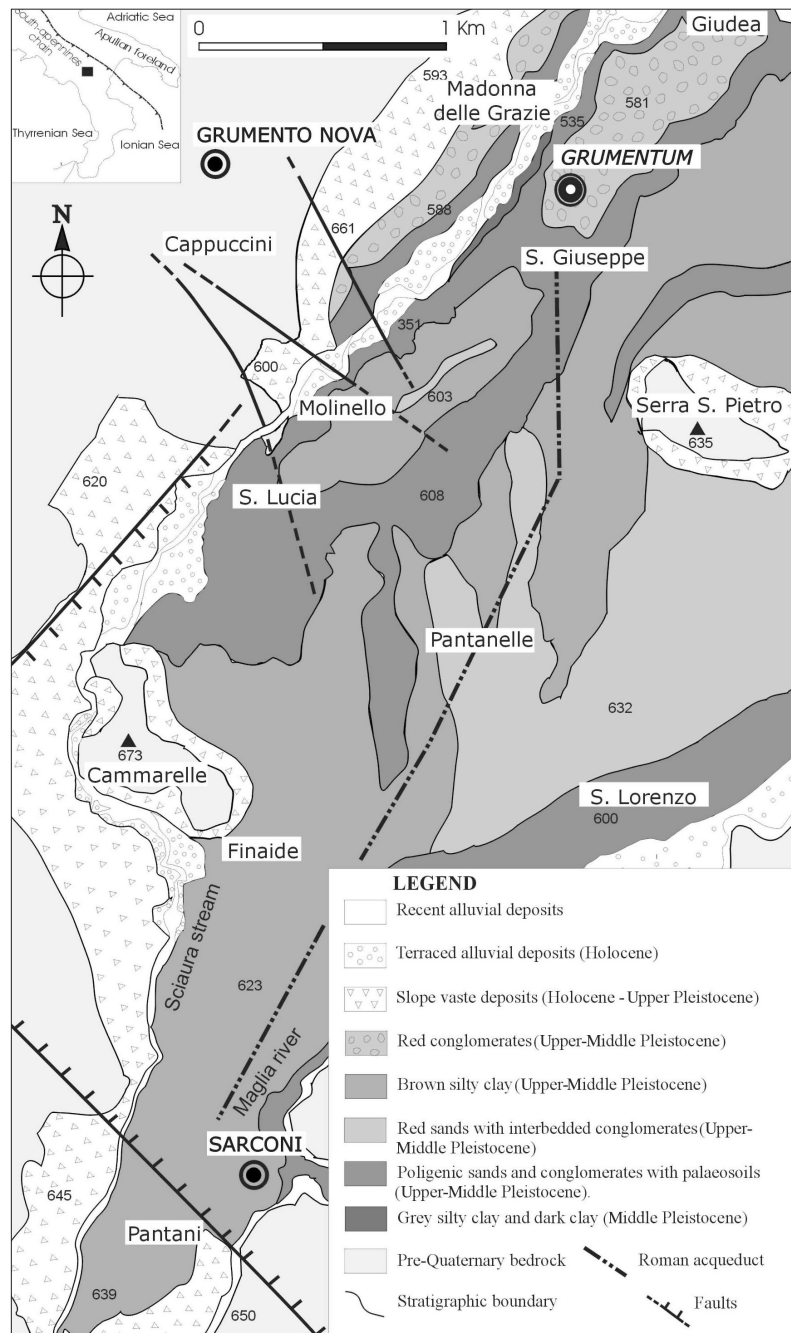 Adriatic Sea
South-apennines
chain
Apulian foreland
Thyrrenian Sea
Ionian Sea
0
1 Km
Giudea
593
Madonna
delle Grazie
581
535
GRUMENTO NOVA
GRUMENTUM
588
N
661
Cappuccini
S. Giuseppe
351
600
603
Molinello
Serra S. Pietro
635
620
S. Lucia
608
Pantanelle
632
673
Cammarelle
S. Lorenzo
600
Finaide
Sciaura stream
623
Maglia river
SARCONI
645
Pantani
639
650
LEGEND
Recent alluvial deposits
Terraced alluvial deposits (Holocene)
Slope vaste deposits (Holocene - Upper Pleistocene)
Red conglomerates (Upper-Middle Pleistocene)
Brown silty clay (Upper-Middle Pleistocene)
Red sands with interbedded conglomerates (Upper-
Middle Pleistocene)
Poligenic sands and conglomerates with palaeosoils
(Upper-Middle Pleistocene).
Grey silty clay and dark clay (Middle Pleistocene)
Pre-Quaternary bedrock
Roman acqueduct
Stratigraphic boundary
Faults